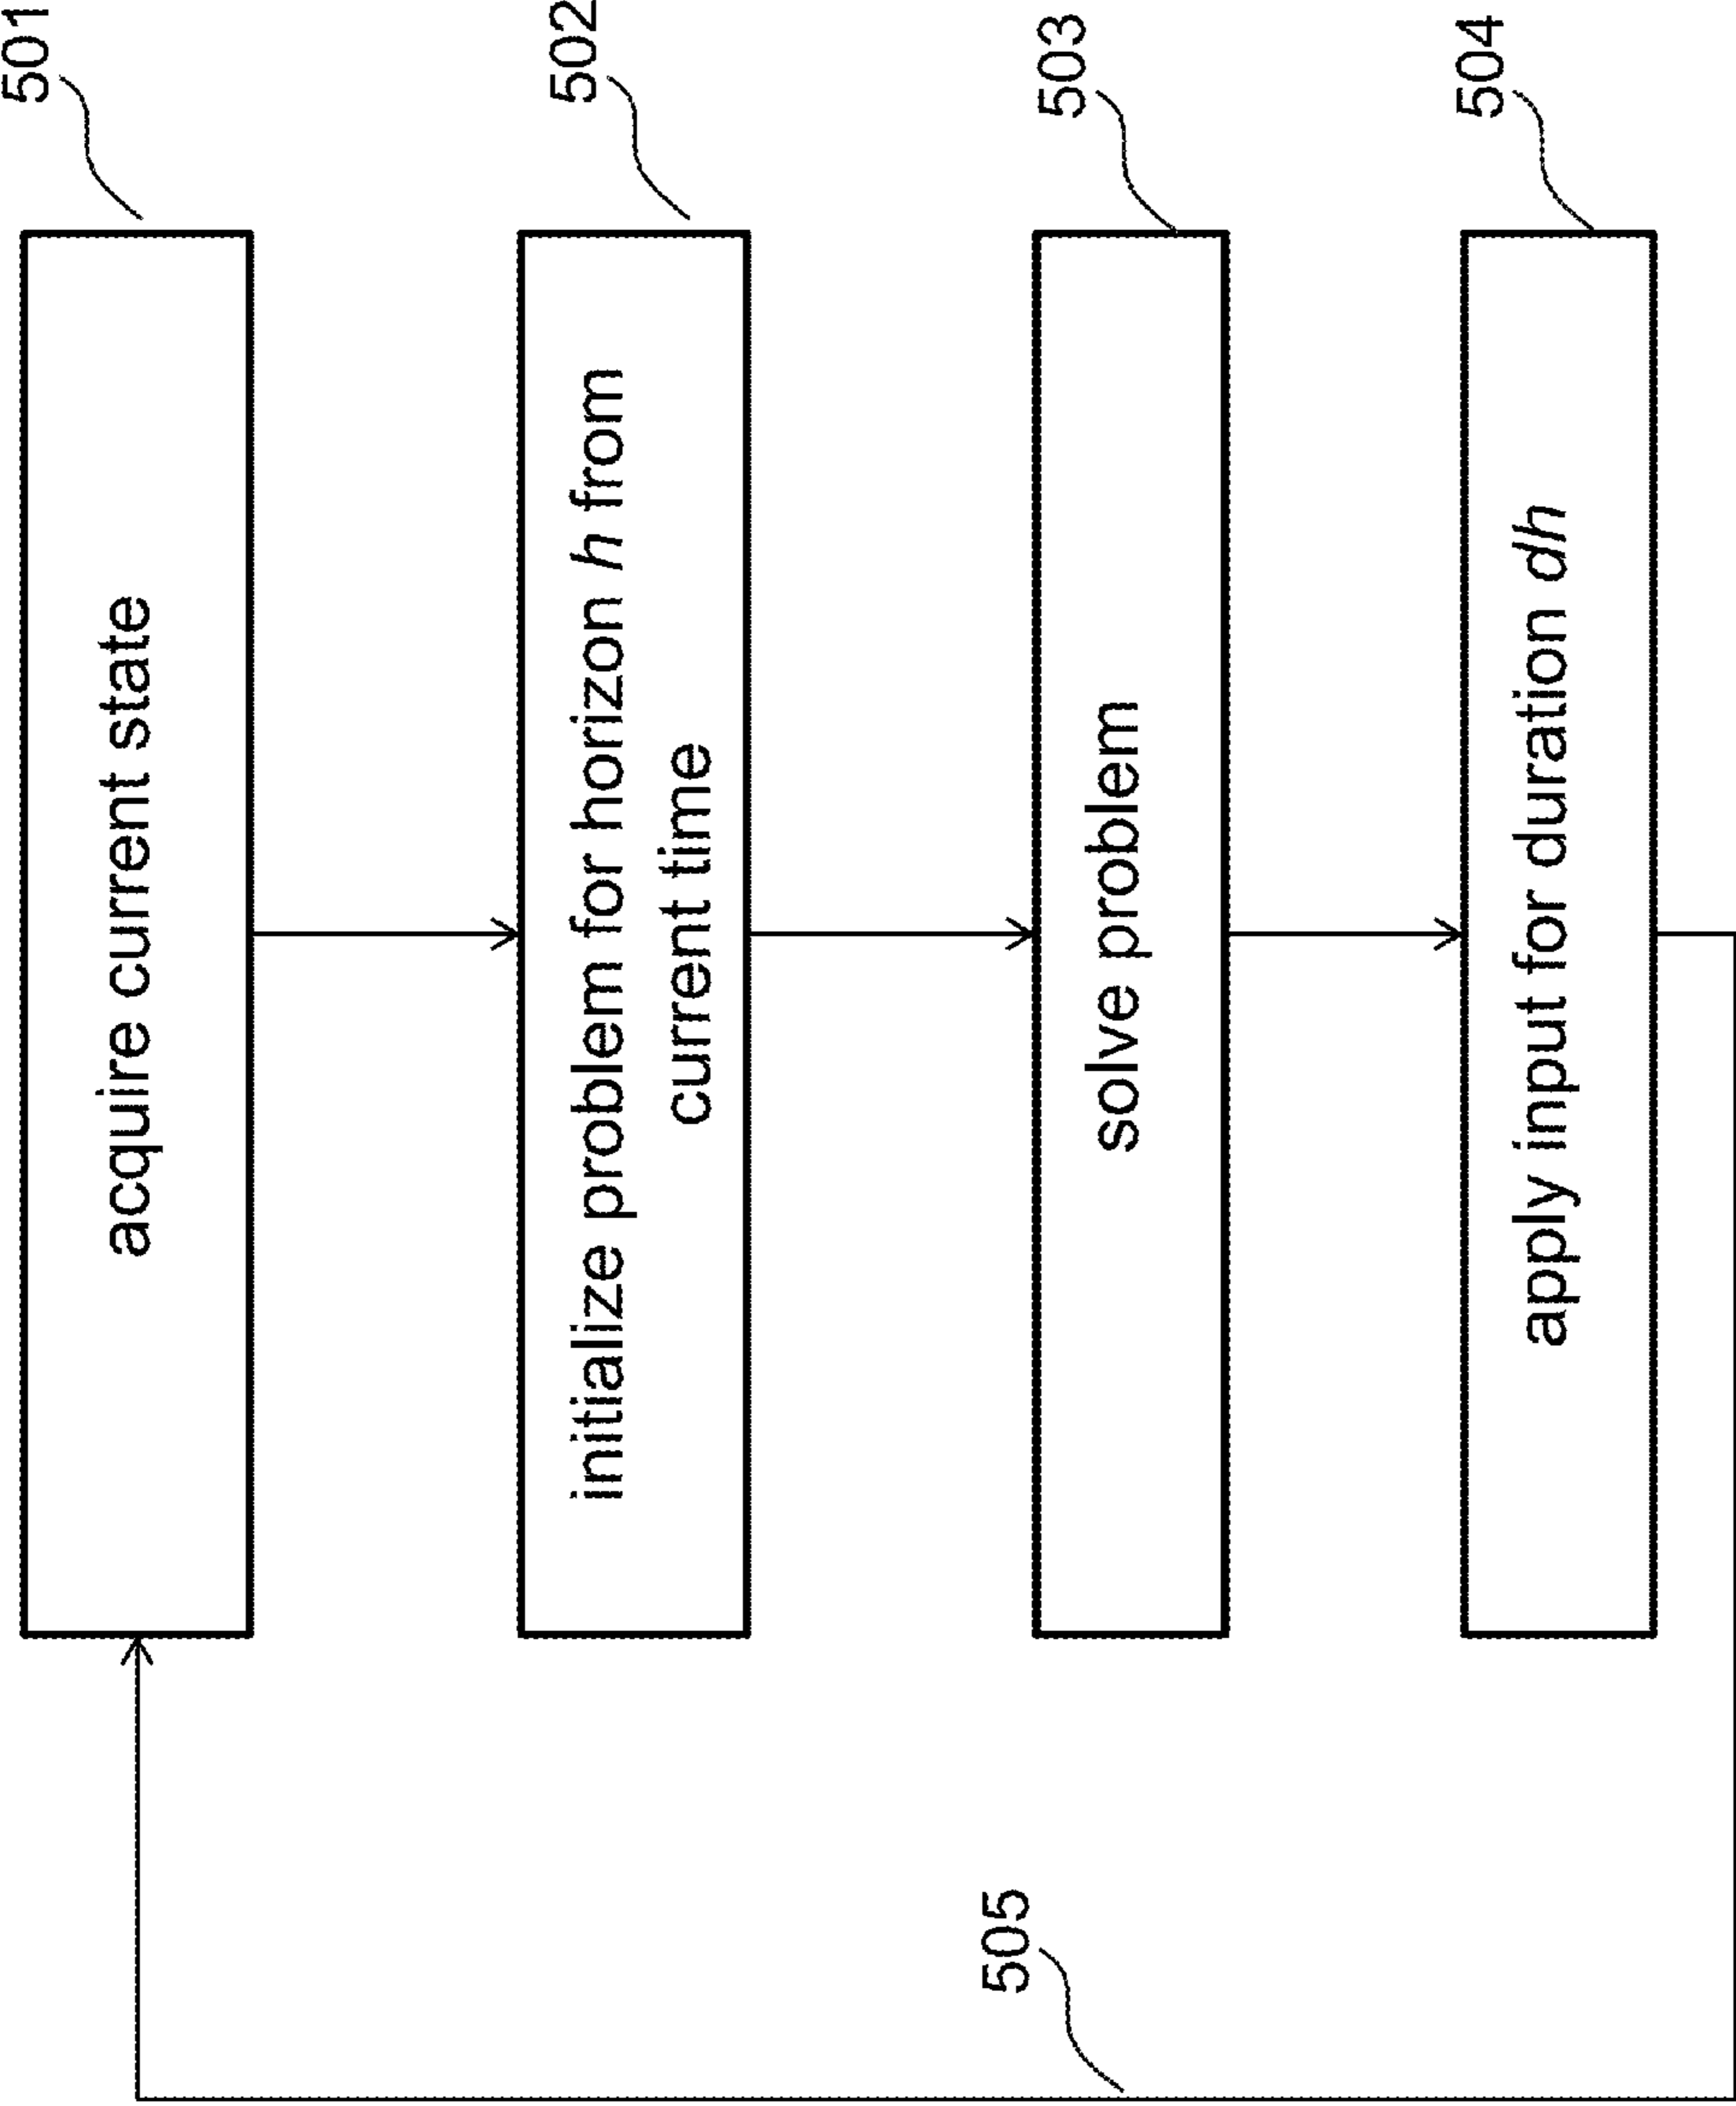 501
acquire current state
502
initialize problem for horizon h from
current time
503
solve problem
504
apply input for duration dh
505